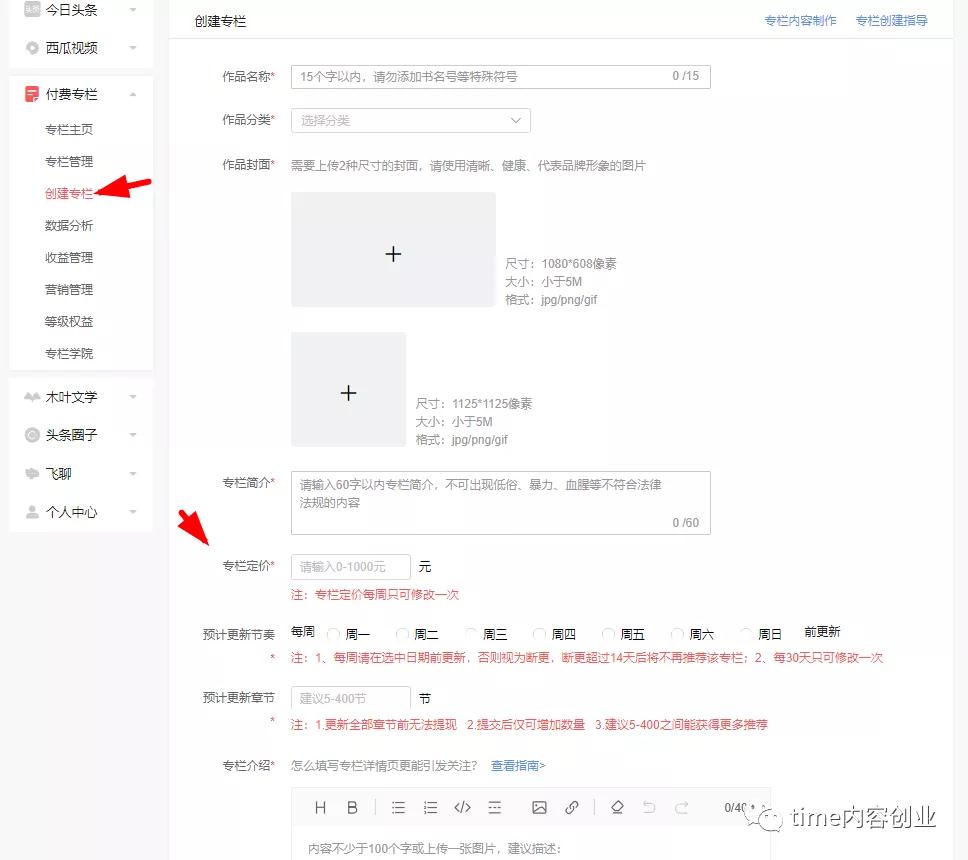 头条
今日头条
西瓜视频
付费专栏
专栏主页
专栏管理
创建专栏
数据分析
收益管理
营销管理
等级权益
专栏学院
木叶文学
头条圈子
飞聊
个人中心
创建专栏
专栏内容制作 专栏创建指导
作品名称* 15个字以内，请勿添加书名号等特殊符号 0 /15
作品分类* 选择分类
作品封面* 需要上传2种尺寸的封面，请使用清晰、健康、代表品牌形象的图片
尺寸：1080*608像素
大小：小于5M
格式：jpg/png/gif
尺寸：1125*1125像素
大小：小于5M
格式：jpg/png/gif
专栏简介* 请输入60字以内专栏简介，不可出现低俗、暴力、血腥等不符合法律
法规的内容
0 /60
专栏定价* 请输入0-1000元 元
注：专栏定价每周只可修改一次
预计更新节奏* 每周 周一 周二 周三 周四 周五 周六 周日 前更新
注：1、每周请在选中日期前更新，否则视为断更，断更超过14天后将不再推荐该专栏；2、每30天只可修改一次
预计更新章节* 建议5-400节 节
注：1.更新全部章节前无法提现 2.提交后仅可增加数量 3.建议5-400之间能获得更多推荐
专栏介绍* 怎么填写专栏详情页更能引发关注？ 查看指南>
H B 0/40
time内容创业
内容不少于100个字或上传一张图片，建议描述：